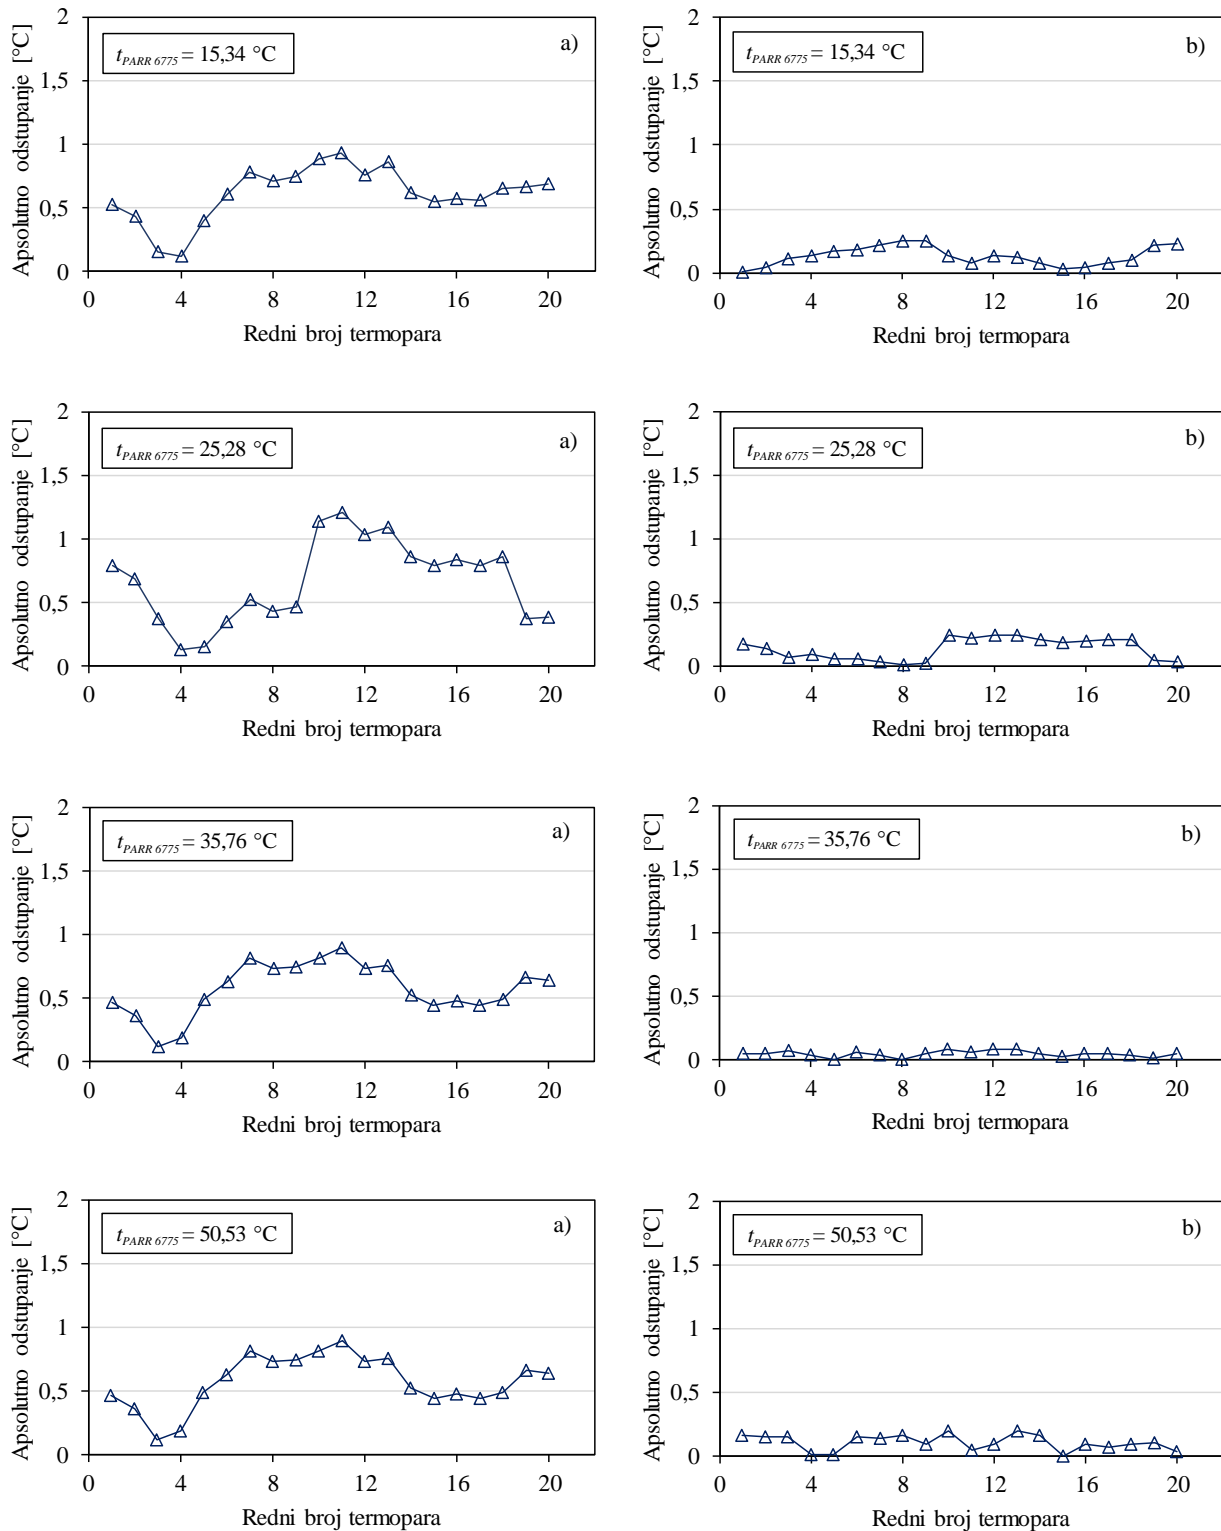 Apsolutno odstupanje [°C]
2
1,5
1
0,5
0
t PARR 6775 = 15,34 °C
a)
0 4 8 12 16 20
Redni broj termopara
Apsolutno odstupanje [°C]
2
1,5
1
0,5
0
t PARR 6775 = 15,34 °C
b)
0 4 8 12 16 20
Redni broj termopara
Apsolutno odstupanje [°C]
2
1,5
1
0,5
0
t PARR 6775 = 25,28 °C
a)
0 4 8 12 16 20
Redni broj termopara
Apsolutno odstupanje [°C]
2
1,5
1
0,5
0
t PARR 6775 = 25,28 °C
b)
0 4 8 12 16 20
Redni broj termopara
Apsolutno odstupanje [°C]
2
1,5
1
0,5
0
t PARR 6775 = 35,76 °C
a)
0 4 8 12 16 20
Redni broj termopara
Apsolutno odstupanje [°C]
2
1,5
1
0,5
0
t PARR 6775 = 35,76 °C
b)
0 4 8 12 16 20
Redni broj termopara
Apsolutno odstupanje [°C]
2
1,5
1
0,5
0
t PARR 6775 = 50,53 °C
a)
0 4 8 12 16 20
Redni broj termopara
Apsolutno odstupanje [°C]
2
1,5
1
0,5
0
t PARR 6775 = 50,53 °C
b)
0 4 8 12 16 20
Redni broj termopara